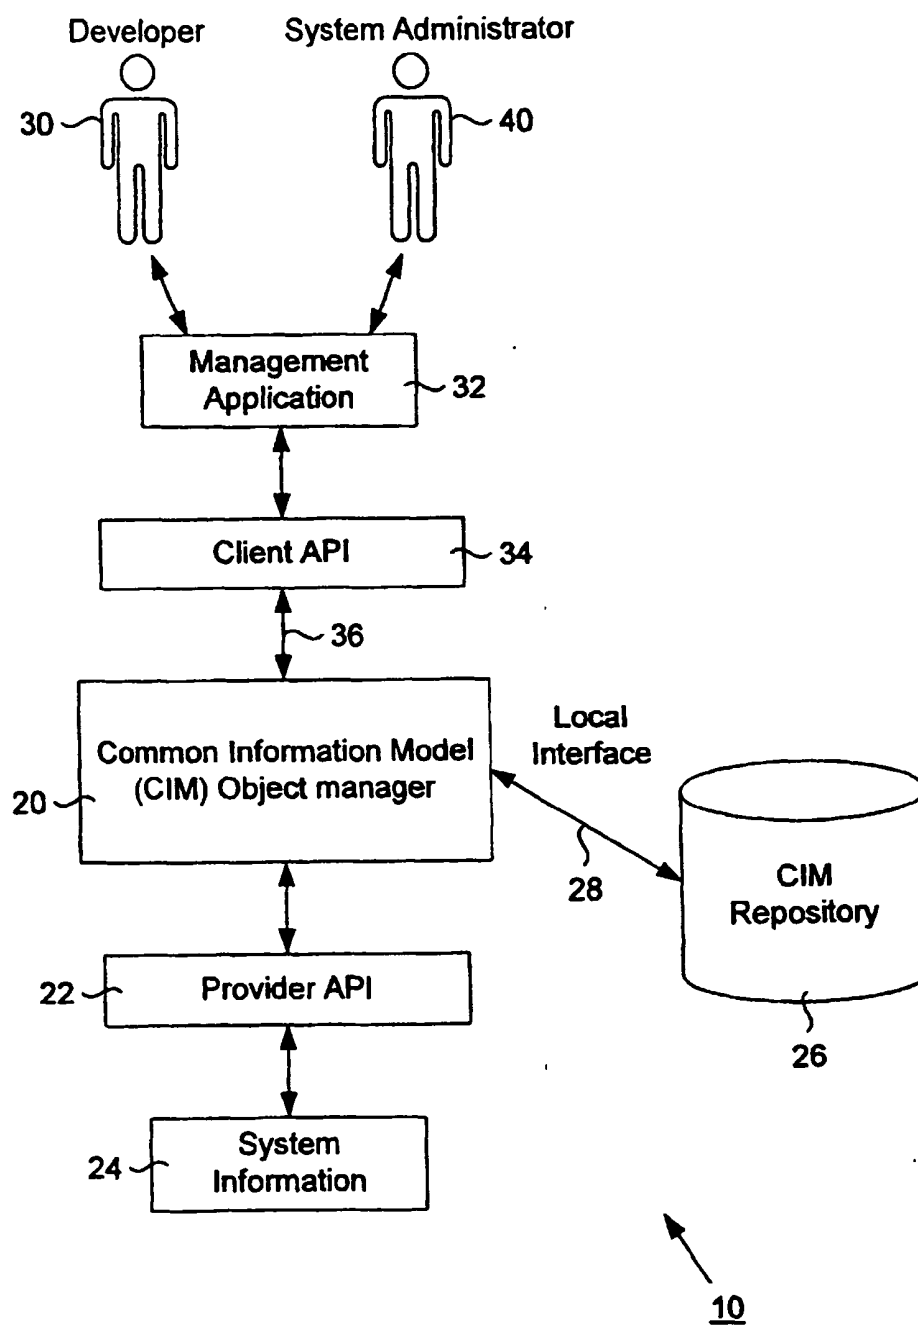 Developer
System Administrator
30
40
Management
Application
32
Client API
34
36
Common Information Model
(CIM) Object manager
20
Local
Interface
28
CIM
Repository
26
22
Provider API
24
System
Information
10